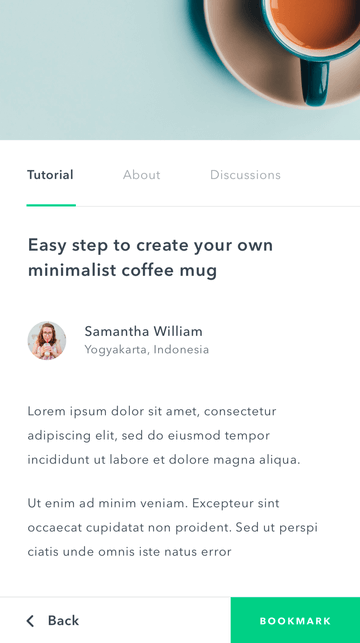 Tutorial About Discussions
Easy step to create your own
minimalist coffee mug
Samantha William
Yogyakarta, Indonesia
Lorem ipsum dolor sit amet, consectetur
adipiscing elit, sed do eiusmod tempor
incididunt ut labore et dolore magna aliqua.
Ut enim ad minim veniam. Excepteur sint
occaecat cupidatat non proident. Sed ut perspi
ciatis unde omnis iste natus error
Back BOOKMARK